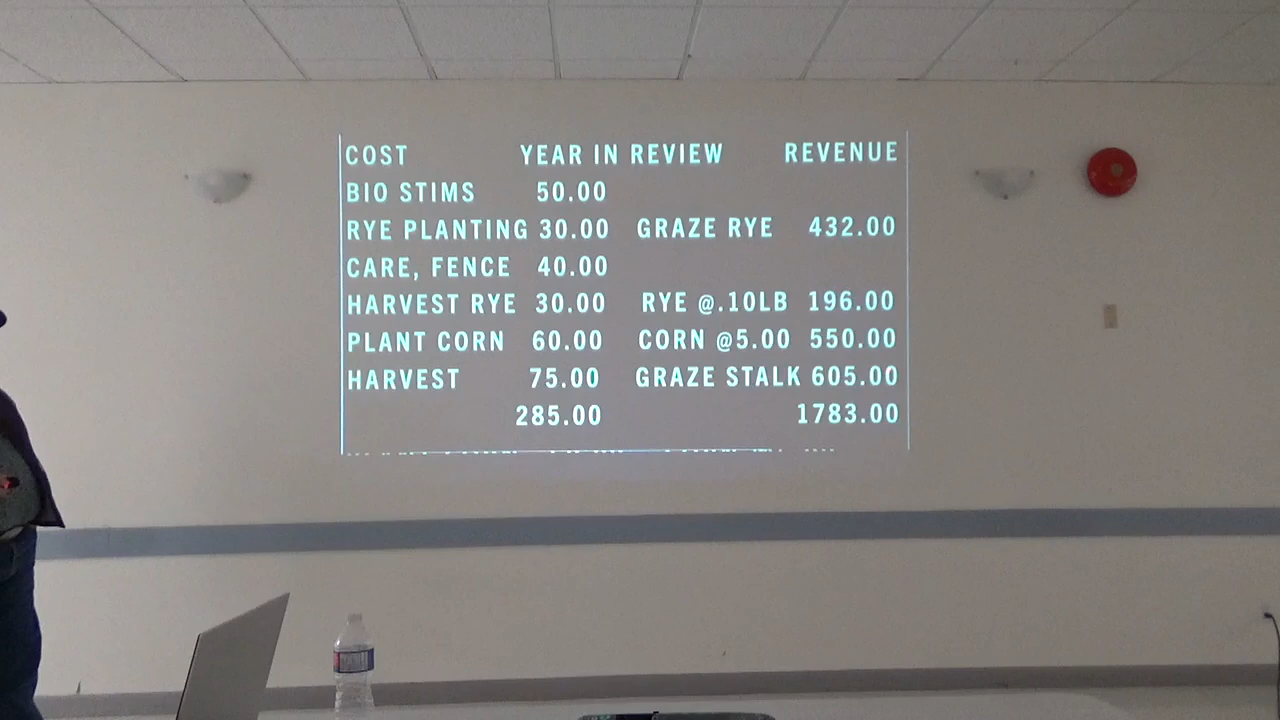 COST YEAR IN REVIEW REVENUE
BIO STIMS 50.00
RYE PLANTING 30.00 GRAZE RYE 432.00
CARE, FENCE 40.00
HARVEST RYE 30.00 RYE @.10LB 196.00
PLANT CORN 60.00 CORN @5.00 550.00
HARVEST 75.00 GRAZE STALK 605.00
285.00 1783.00